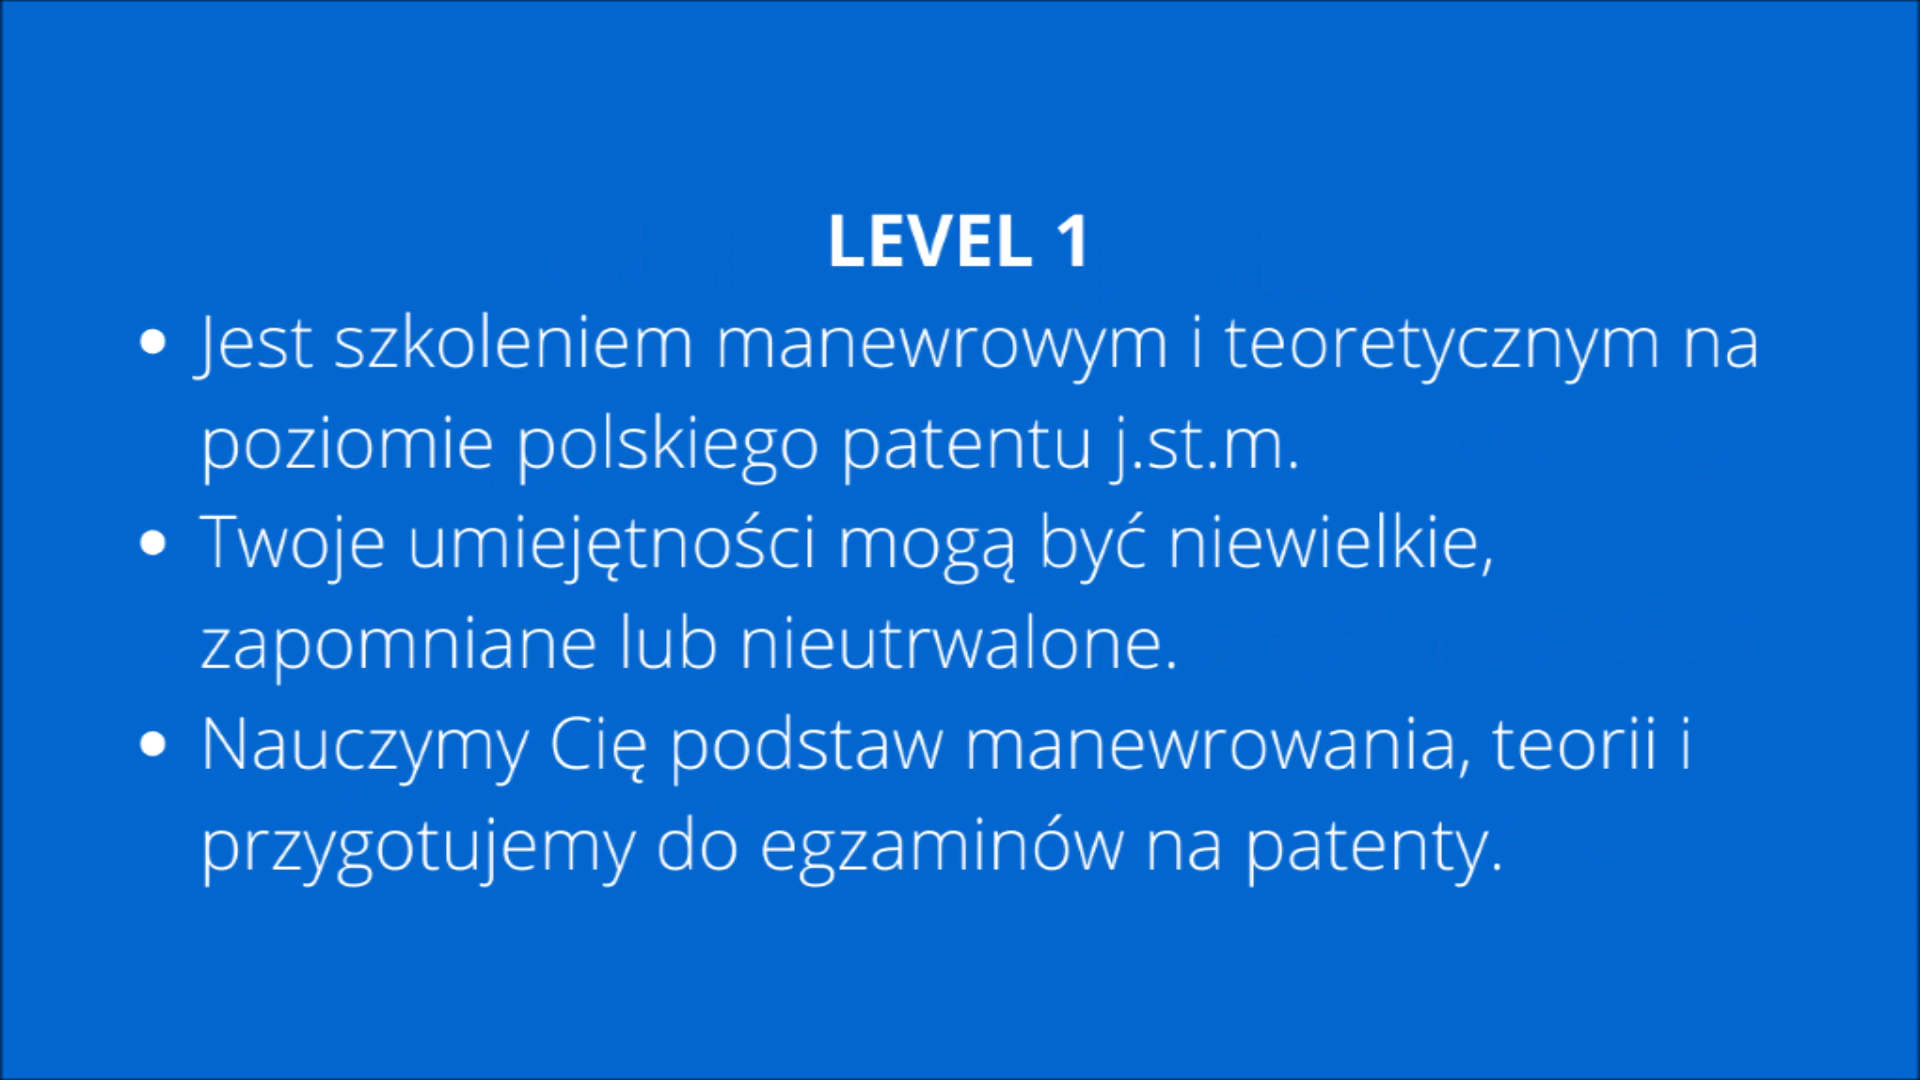 LEVEL 1
• Jest szkoleniem manewrowym i teoretycznym na
poziomie polskiego patentu j.st.m.
• Twoje umiejętności mogą być niewielkie,
zapomniane lub nieutrwalone.
• Nauczymy Cię podstaw manewrowania, teorii i
przygotujemy do egzaminów na patenty.